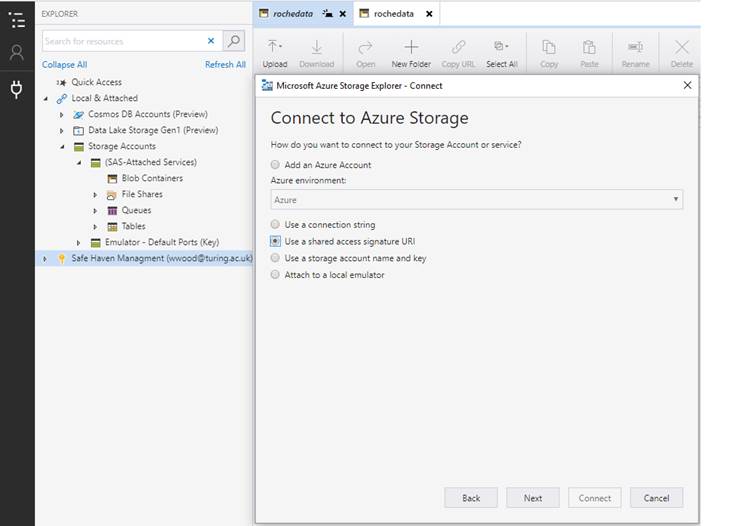 EXPLORER
Search for resources
Collapse All
Refresh All
Quick Access
Local & Attached
Cosmos DB Accounts (Preview)
Data Lake Storage Gen1 (Preview)
Storage Accounts
(SAS-Attached Services)
Blob Containers
File Shares
Queues
Tables
Emulator - Default Ports (Key)
Safe Haven Managment (wwood@turing.ac.uk)
rochedata
rochedata
Upload
Download
Open
New Folder
Copy URL
Select All
Copy
Paste
Rename
Delete
Microsoft Azure Storage Explorer - Connect
Connect to Azure Storage
How do you want to connect to your Storage Account or service?
Add an Azure Account
Azure environment:
Azure
Use a connection string
Use a shared access signature URI
Use a storage account name and key
Attach to a local emulator
Back
Next
Connect
Cancel